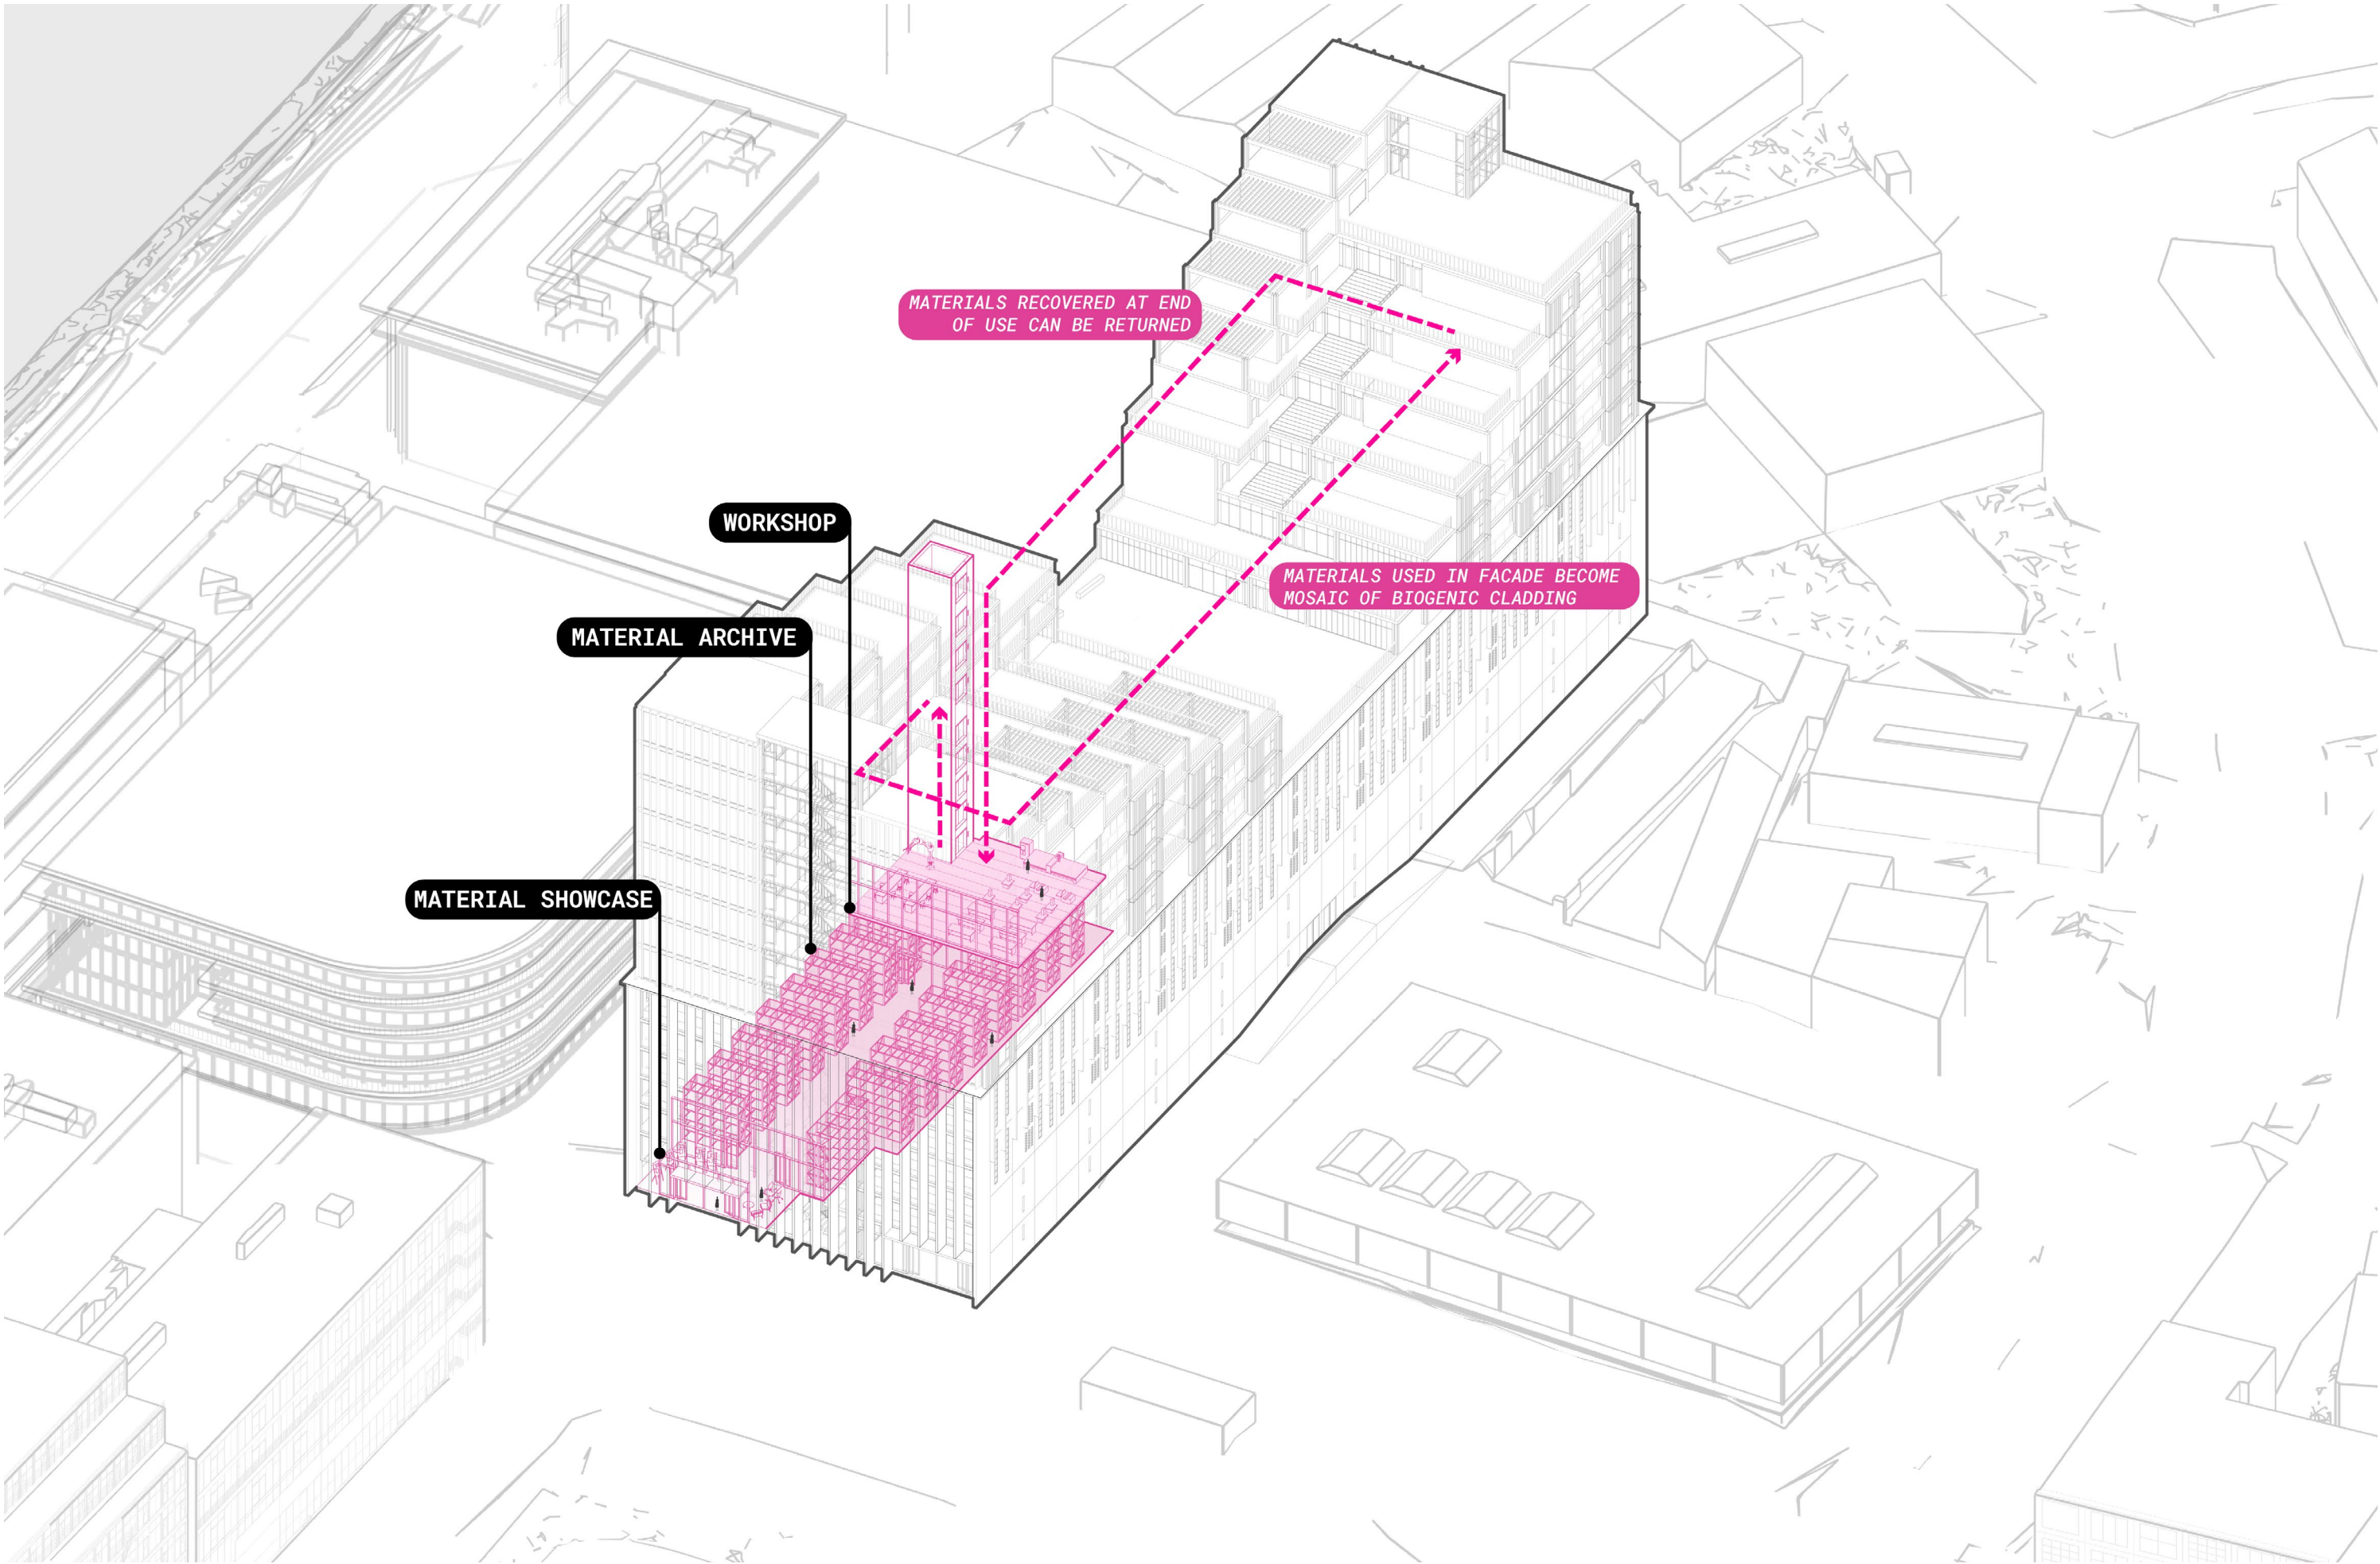 MATERIALS RECOVERED AT END
OF USE CAN BE RETURNED
WORKSHOP
MATERIALS USED IN FACADE BECOME
MOSAIC OF BIOGENIC CLADDING
MATERIAL ARCHIVE
MATERIAL SHOWCASE